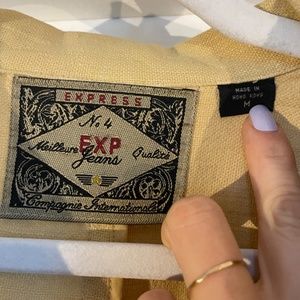 EXPRESS
No. 4
EXP
Meilleure Qualité
Jeans
Compagnie Internationale
MADE IN
HONG KONG
M